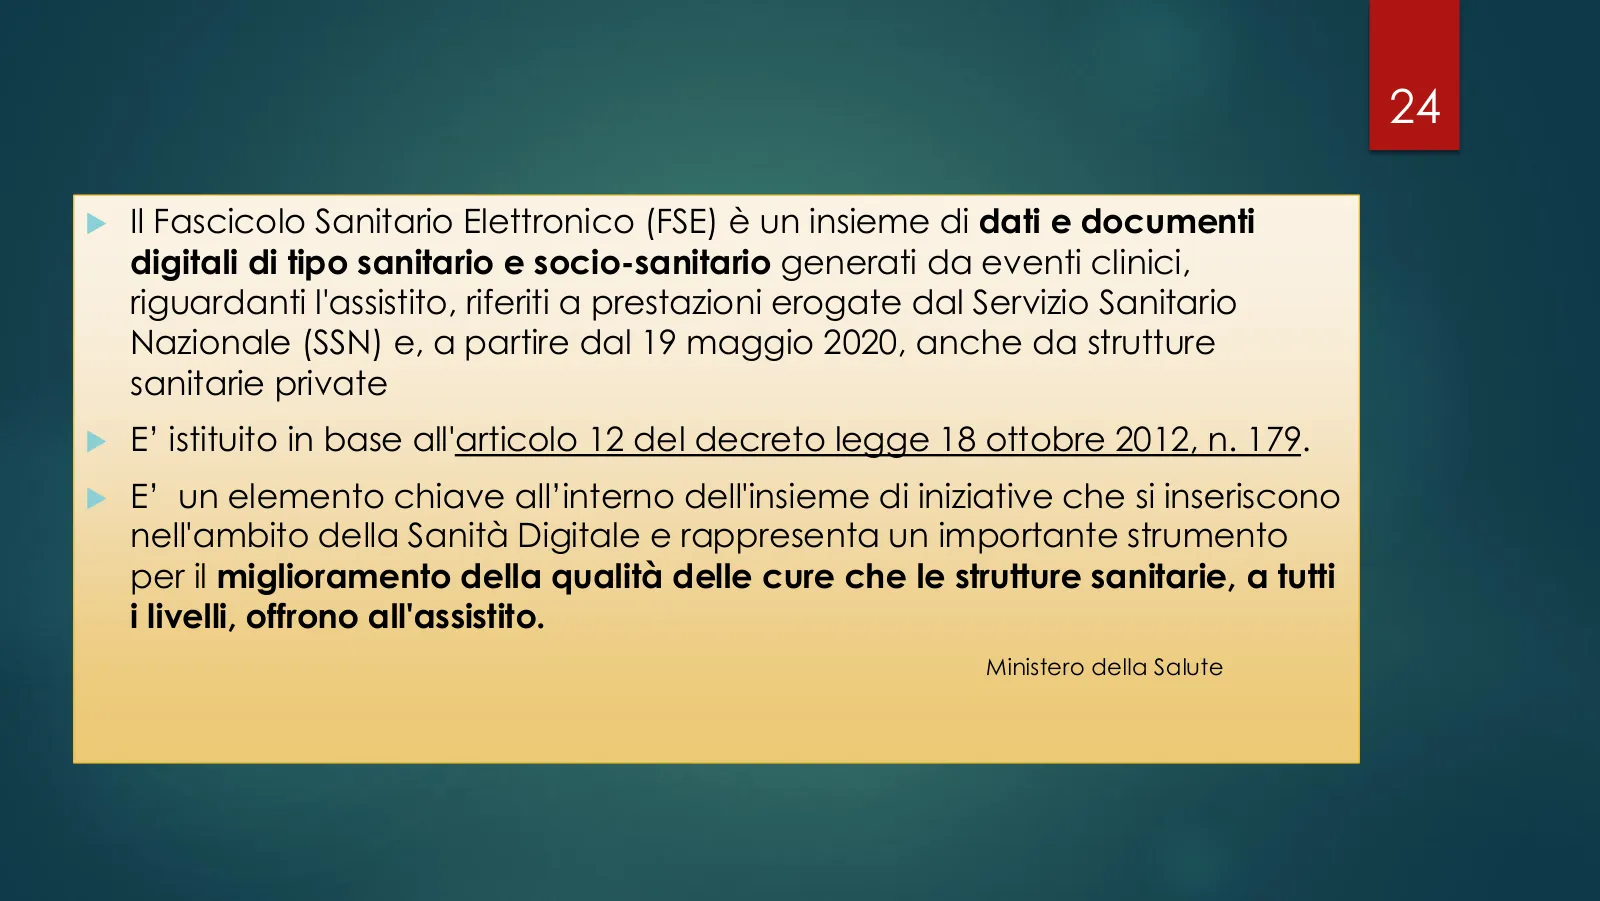 24
Il Fascicolo Sanitario Elettronico (FSE) è un insieme di dati e documenti
digitali di tipo sanitario e socio-sanitario generati da eventi clinici,
riguardanti l'assistito, riferiti a prestazioni erogate dal Servizio Sanitario
Nazionale (SSN) e, a partire dal 19 maggio 2020, anche da strutture
sanitarie private
E’ istituito in base all'articolo 12 del decreto legge 18 ottobre 2012, n. 179.
E’  un elemento chiave all’interno dell'insieme di iniziative che si inseriscono
nell'ambito della Sanità Digitale e rappresenta un importante strumento
per il miglioramento della qualità delle cure che le strutture sanitarie, a tutti
i livelli, offrono all'assistito.
Ministero della Salute